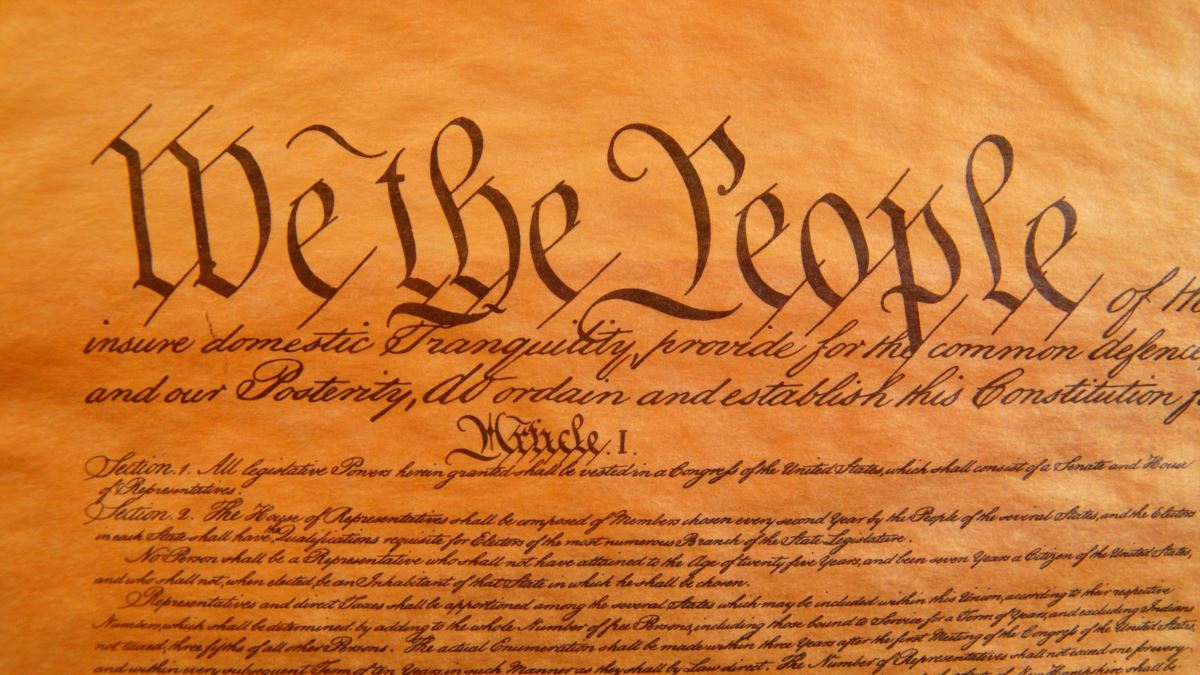 We the People of th
insure domestic Tranquility, provide for the common defence
and our Posterity, do ordain and establish this Constitution f
Article. I.
Section. 1. All legislative Powers herein granted shall be vested in a Congress of the United States, which shall consist of a Senate and House
of Representatives.
Section. 2. The House of Representatives shall be composed of Members chosen every second Year by the People of the several States, and the Electors
in each State shall have the Qualifications requisite for Electors of the most numerous Branch of the State Legislature.
No Person shall be a Representative who shall not have attained to the Age of twenty five Years, and been seven Years a Citizen of the United States,
and who shall not, when elected, be an Inhabitant of that State in which he shall be chosen.
Representatives and direct Taxes shall be apportioned among the several States which may be included within this Union, according to their respective
Numbers, which shall be determined by adding to the whole Number of free Persons, including those bound to Service for a Term of Years, and excluding Indians
not taxed, three fifths of all other Persons. The actual Enumeration shall be made within three Years after the first Meeting of the Congress of the United States,
and within every subsequent Term of ten Years, in such Manner as they shall by Law direct. The Number of Representatives shall not exceed one for every
State of New Hampshire shall be